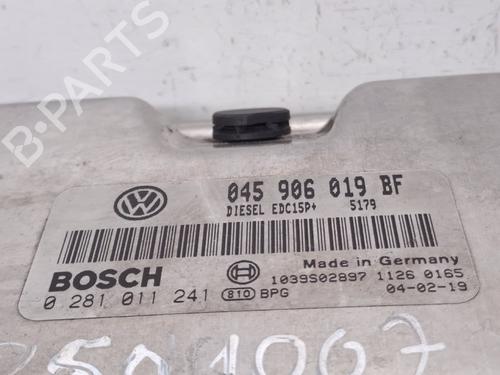 B-PARTS
045 906 019 BF
DIESEL EDC15P+ 5179
Made in Germany
BOSCH
1039S02897 1126 0165
0 281 011 241 810 BPG 04-02-19